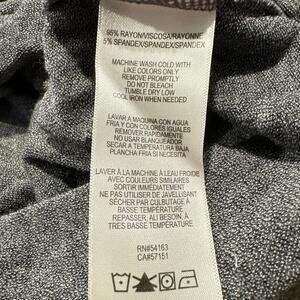 95% RAYON/VISCOSA/RAYONNE
5% SPANDEX/SPANDEX/SPANDEX
MACHINE WASH COLD WITH
LIKE COLORS ONLY
REMOVE PROMPTLY
DO NOT BLEACH
TUMBLE DRY LOW
COOL IRON WHEN NEEDED
LAVAR A MAQUINA CON AGUA
FRIA Y CON COLORES IGUALES
REMOVER RAPIDAMENTE
NO USAR BLANQUEADOR
SECAR A TEMPERATURA BAJA
PLANCHA FRIA SI NECESITA
LAVER À LA MACHINE À L'EAU FROIDE
AVEC COULEURS SIMILAIRES
SORTIR IMMÉDIATEMENT
NE PAS UTILISER DE JAVELLISANT
SÉCHER PAR CULBUTAGE À
BASSE TEMPÉRATURE
REPASSER, AU BESOIN, À
TRÈS BASSE TEMPÉRATURE
RN#54163
CA#57151